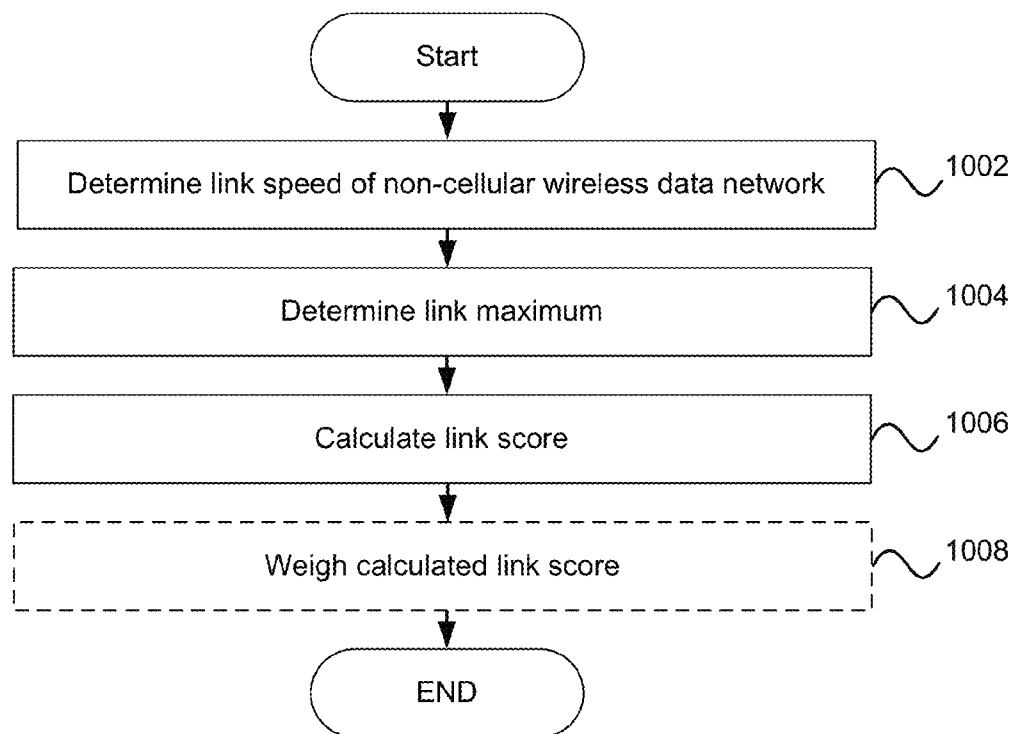 Start
Determine link speed of non-cellular wireless data network
1002
Determine link maximum
1004
Calculate link score
1006
Weigh calculated link score
1008
END